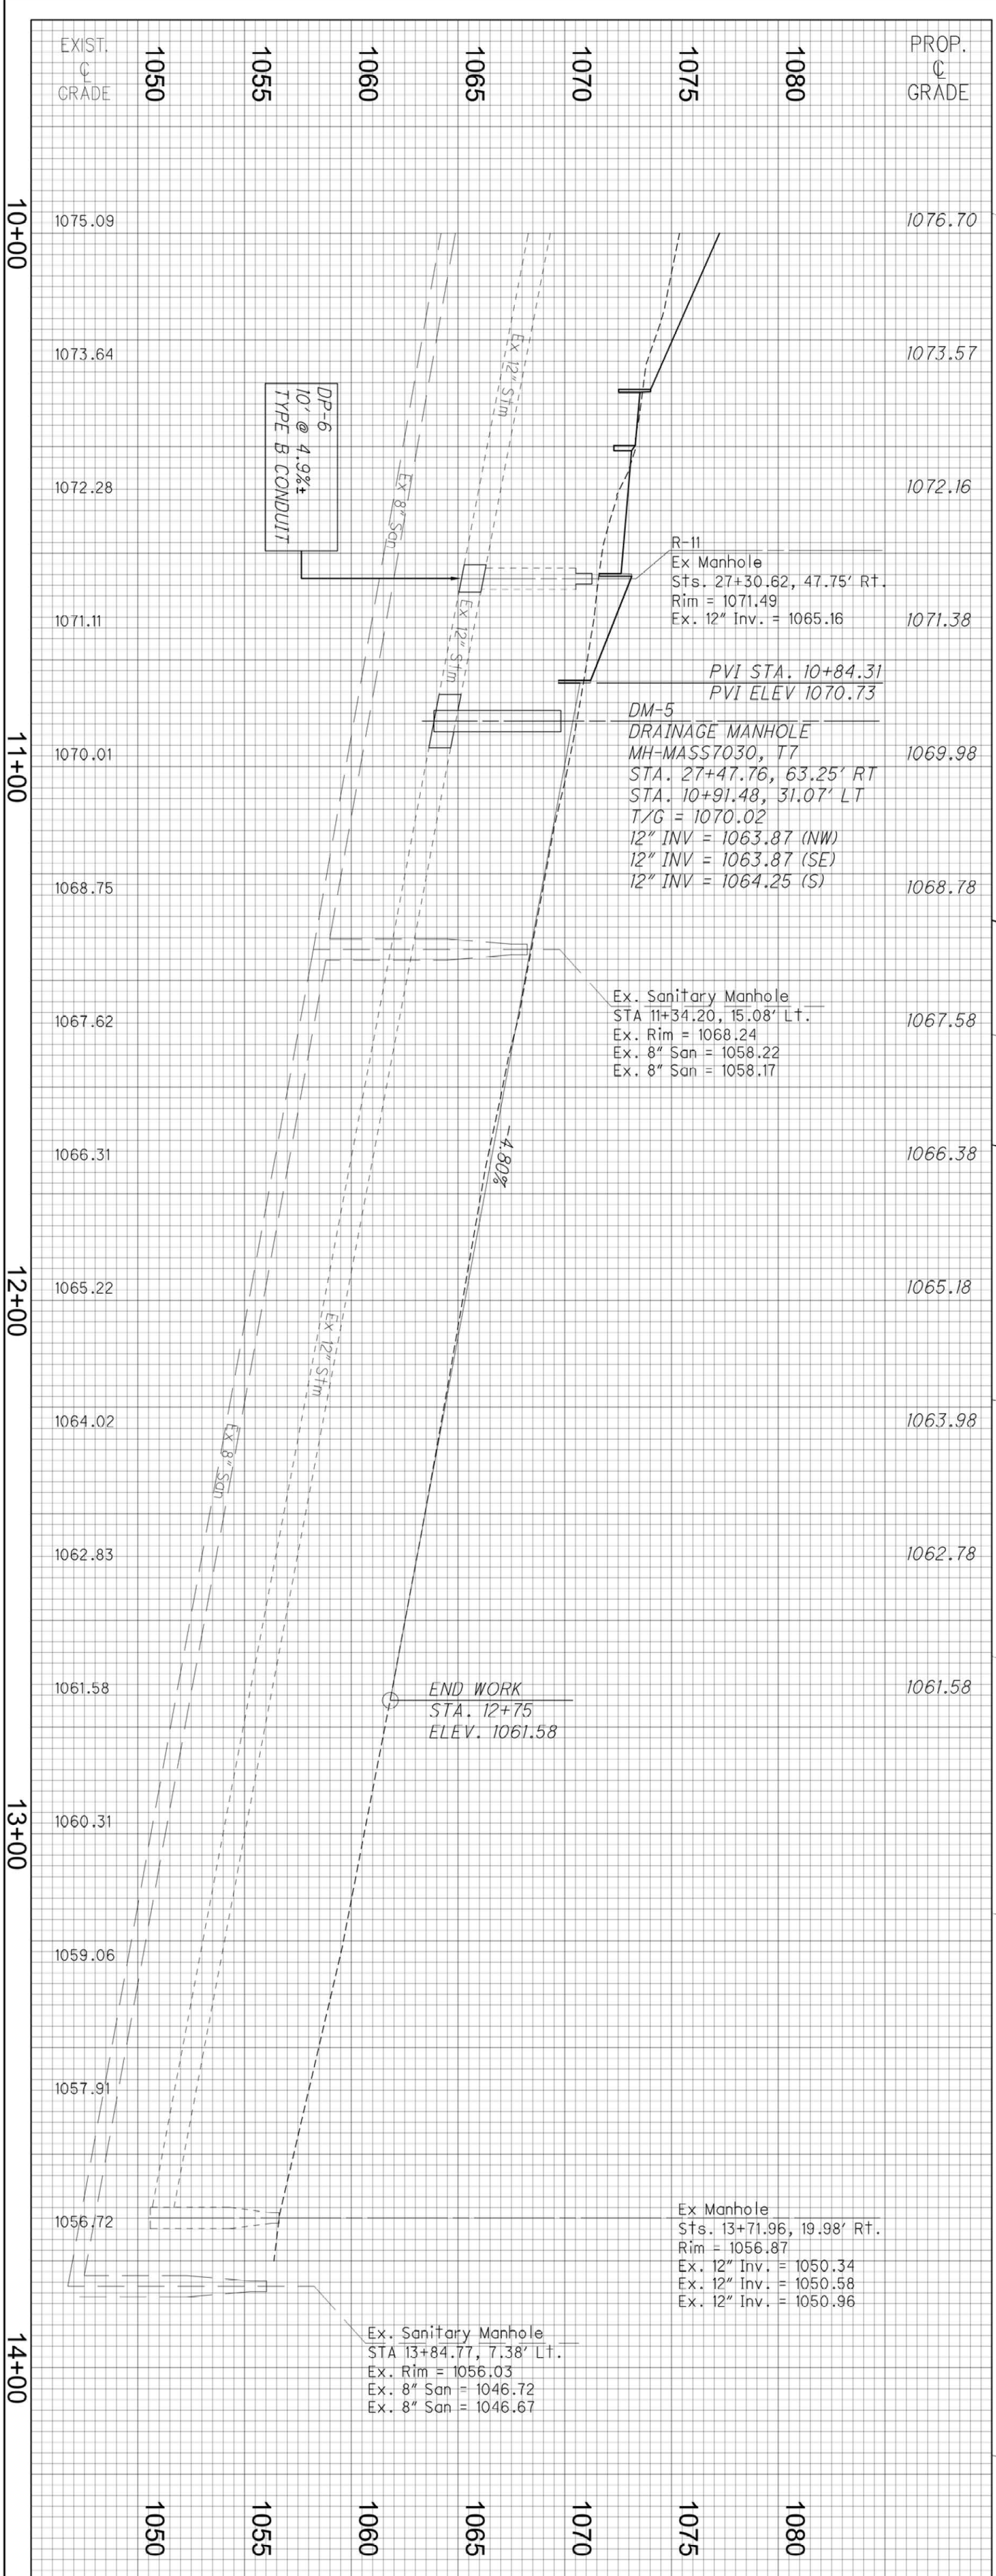 EXIST.
℄
GRADE
1050
1055
1060
1065
1070
1075
1080
PROP.
℄
GRADE
10+00
1075.09
1076.70
Ex 12" Stm
1073.64
1073.57
DP-6
10' @ 4.9%±
TYPE B CONDUIT
Ex 8" San
1072.28
1072.16
R-11
Ex Manhole
Sts. 27+30.62, 47.75' Rt.
Rim = 1071.49
Ex. 12" Inv. = 1065.16
1071.11
1071.38
Ex 12" Stm
PVI STA. 10+84.31
PVI ELEV 1070.73
DM-5
DRAINAGE MANHOLE
MH-MASS7030, T7
STA. 27+47.76, 63.25' RT
STA. 10+91.48, 31.07' LT
T/G = 1070.02
12" INV = 1063.87 (NW)
12" INV = 1063.87 (SE)
12" INV = 1064.25 (S)
11+00
1070.01
1069.98
1068.75
1068.78
Ex. Sanitary Manhole
STA 11+34.20, 15.08' Lt.
Ex. Rim = 1068.24
Ex. 8" San = 1058.22
Ex. 8" San = 1058.17
1067.62
1067.58
-4.80%
1066.31
1066.38
12+00
1065.22
1065.18
Ex 12" Stm
1064.02
1063.98
Ex 8" San
1062.83
1062.78
1061.58
1061.58
END WORK
STA. 12+75
ELEV. 1061.58
13+00
1060.31
1059.06
1057.91
1056.72
Ex Manhole
Sts. 13+71.96, 19.98' Rt.
Rim = 1056.87
Ex. 12" Inv. = 1050.34
Ex. 12" Inv. = 1050.58
Ex. 12" Inv. = 1050.96
Ex. Sanitary Manhole
STA 13+84.77, 7.38' Lt.
Ex. Rim = 1056.03
Ex. 8" San = 1046.72
Ex. 8" San = 1046.67
14+00
1050
1055
1060
1065
1070
1075
1080